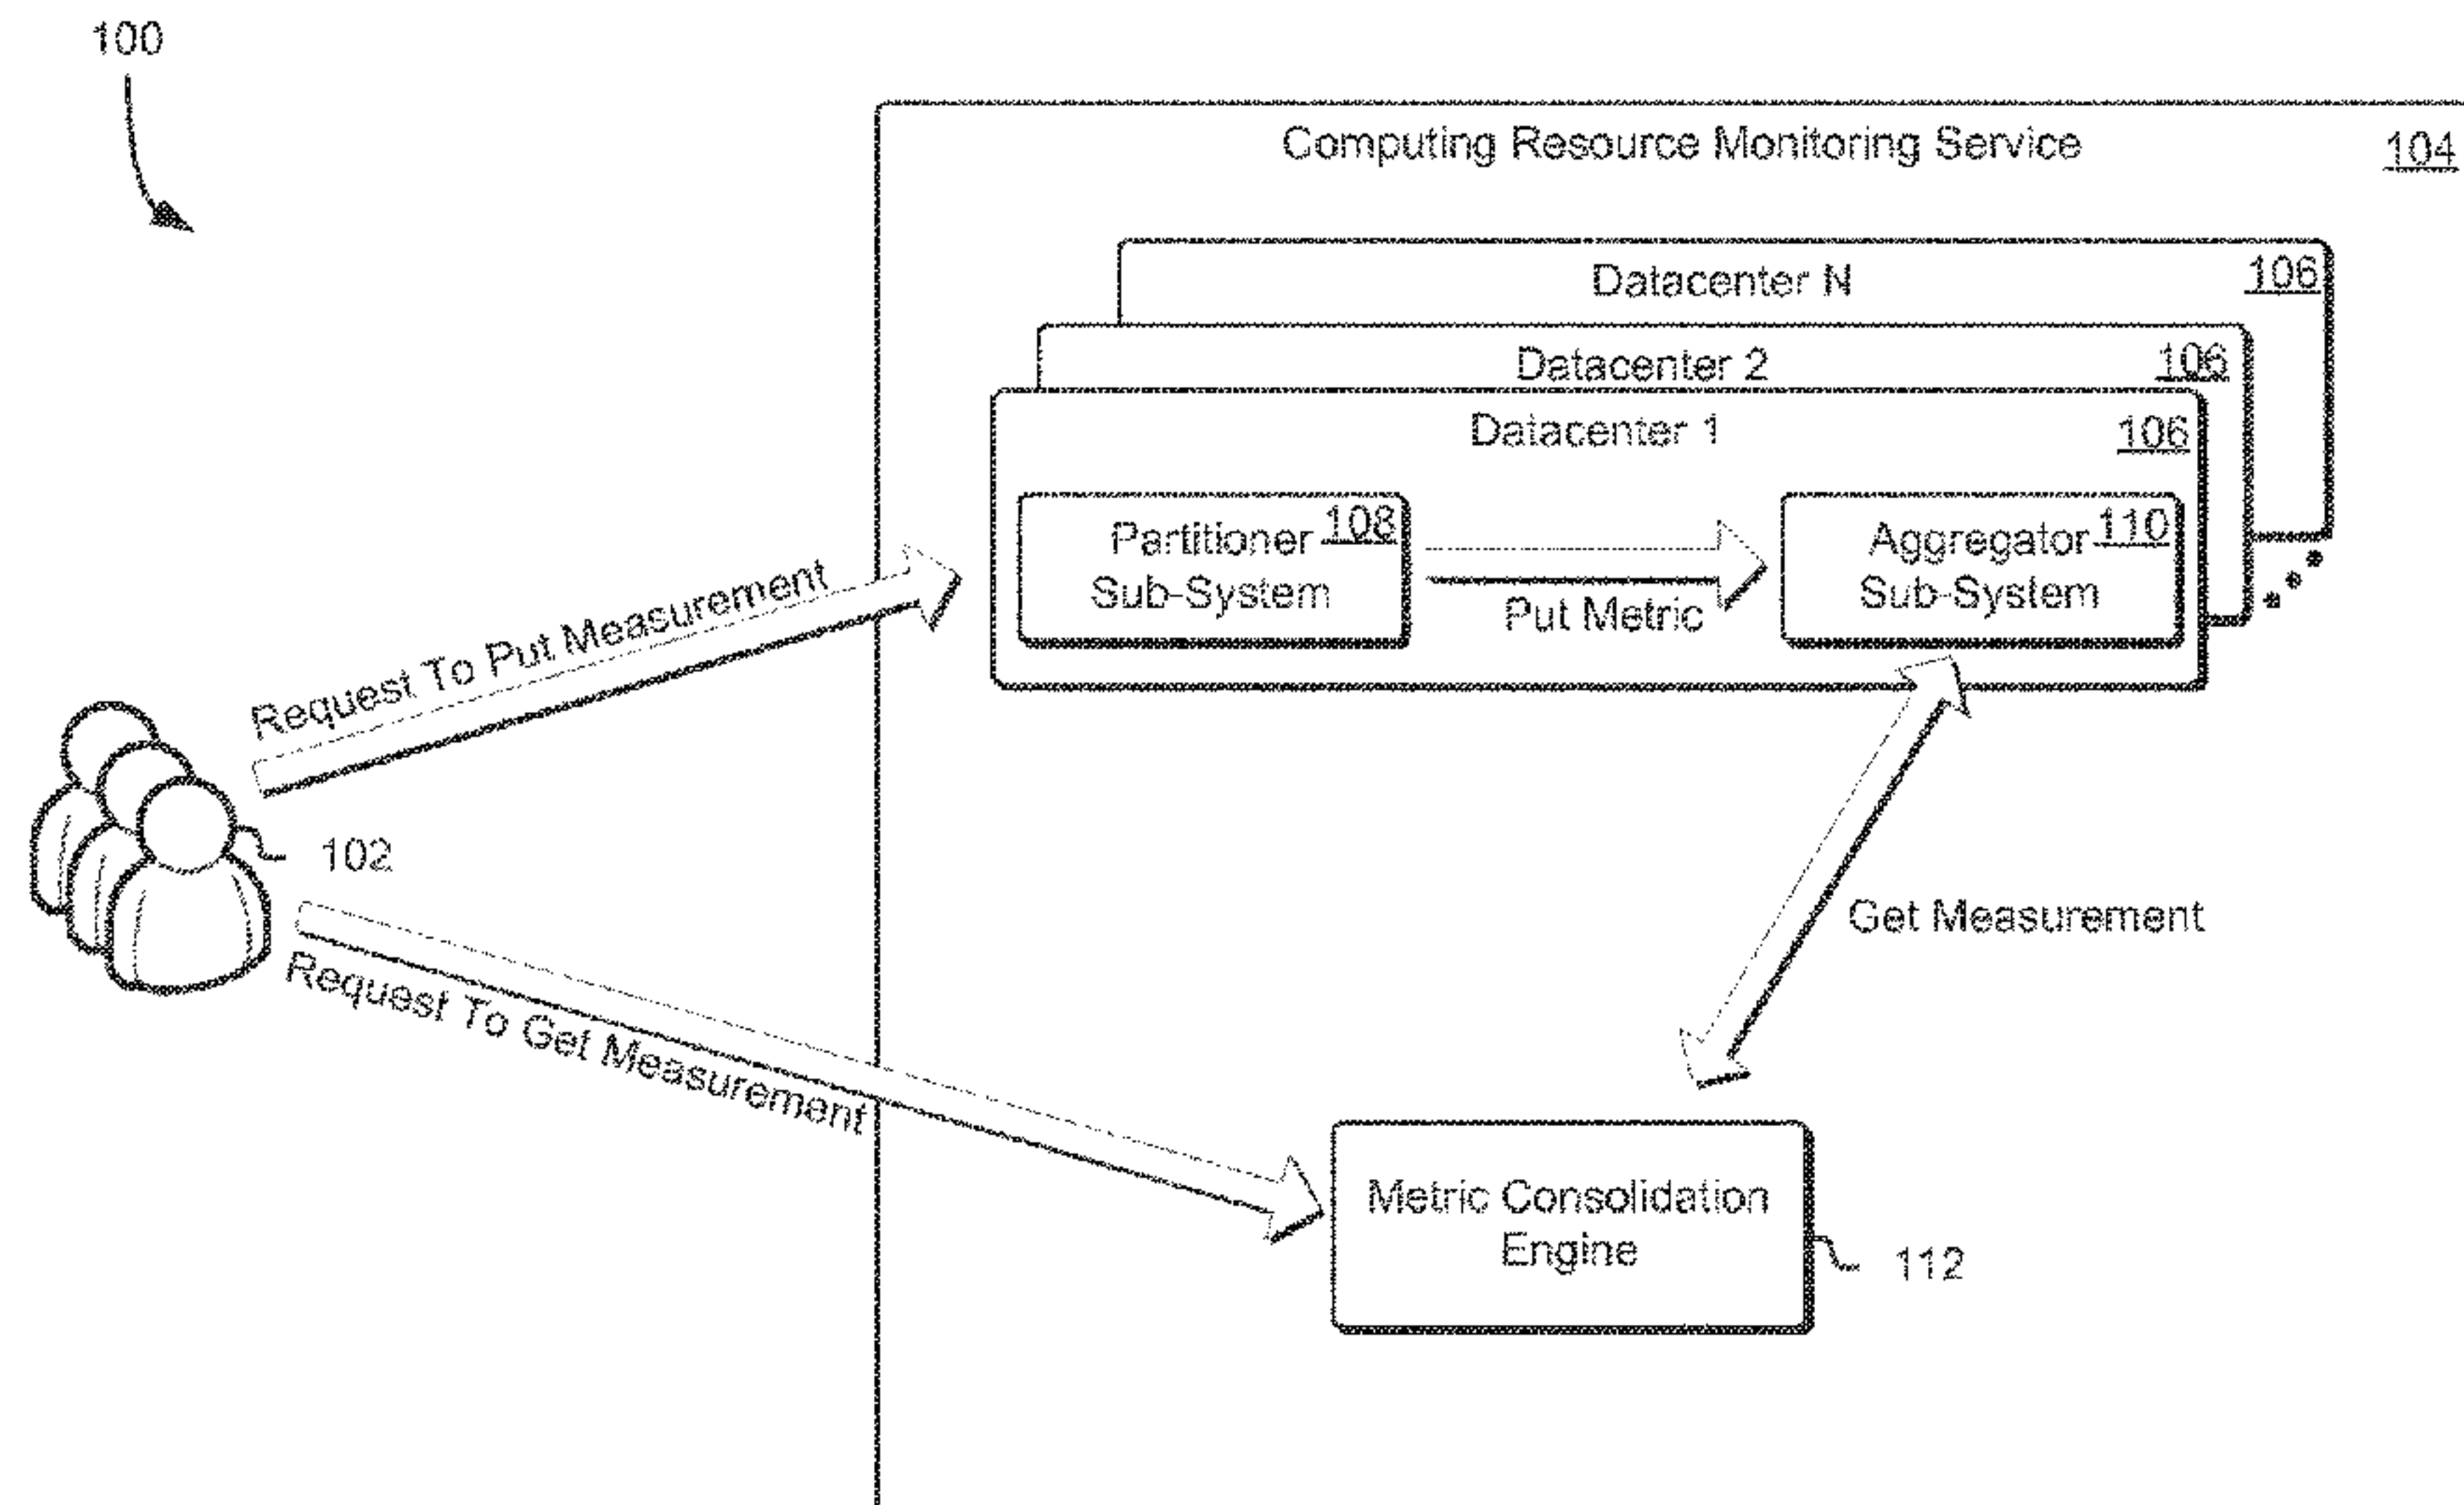 100
Computing Resource Monitoring Service
104
Datacenter N
106
Datacenter 2
106
Datacenter 1
106
Partitioner
Sub-System
108
Put Metric
Aggregator
Sub-System
110
Request To Put Measurement
102
Request To Get Measurement
Get Measurement
Metric Consolidation
Engine
112